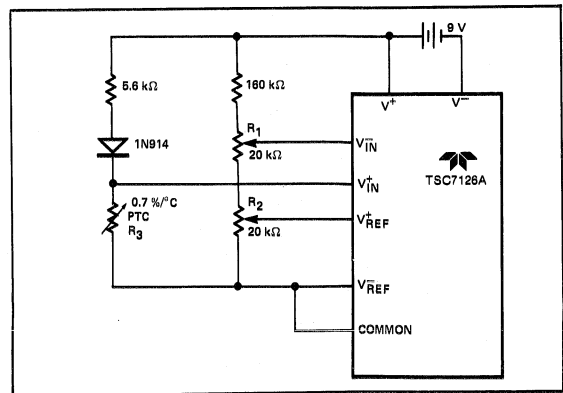 9 V
5.6 kΩ
160 kΩ
V+
V−
1N914
R1
20 kΩ
V−IN
TSC7126A
V+IN
0.7 %/°C
PTC
R3
R2
20 kΩ
V+REF
V−REF
COMMON